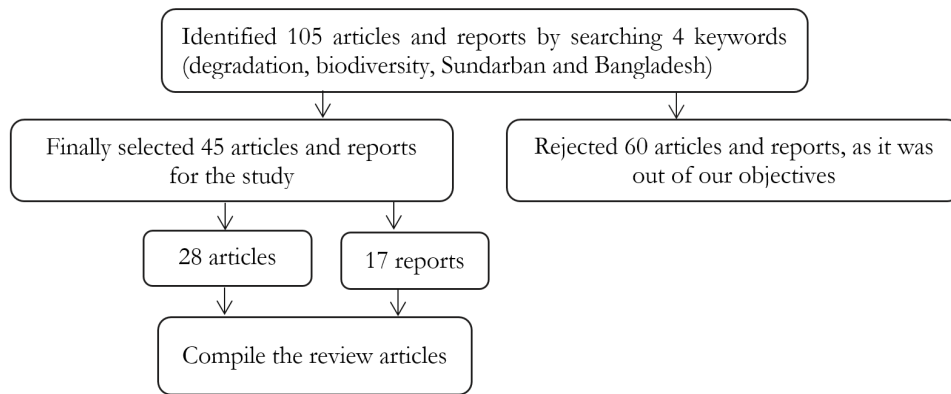 Identified 105 articles and reports by searching 4 keywords
(degradation, biodiversity, Sundarban and Bangladesh)
Finally selected 45 articles and reports
for the study
Rejected 60 articles and reports, as it was
out of our objectives
28 articles
17 reports
Compile the review articles